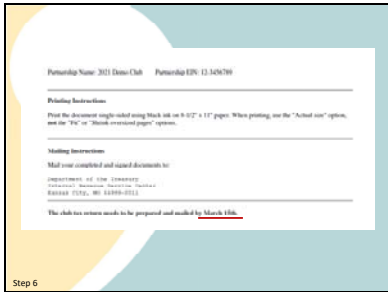 Partnership Name: 2021 Demo Club Partnership EIN: 12-3456789
Printing Instructions
Print the document single-sided using black ink on 8-1/2" x 11" paper. When printing, use the "Actual size" option,
not the "Fit" or "Shrink oversized pages" options.
Mailing Instructions
Mail your completed and signed documents to:
Department of the Treasury
Internal Revenue Service Center
Kansas City, MO 64999-0011
The club tax return needs to be prepared and mailed by March 15th.
Step 6